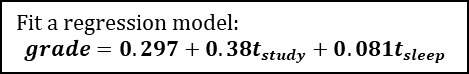 Fit a regression model:
grade = 0.297 + 0.38t_study + 0.081t_sleep